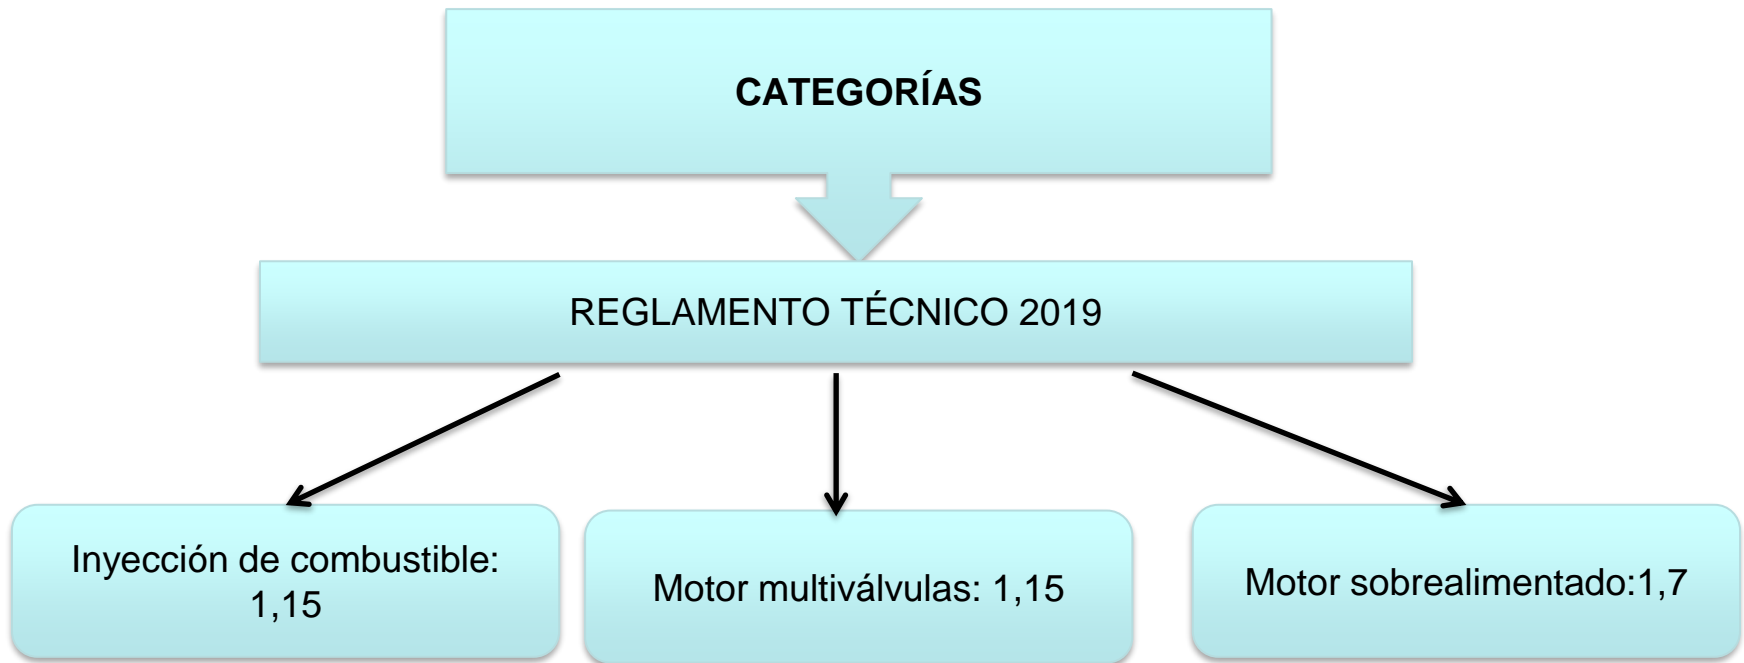 CATEGORÍAS
REGLAMENTO TÉCNICO 2019
Inyección de combustible:
1,15
Motor multiválvulas: 1,15
Motor sobrealimentado:1,7